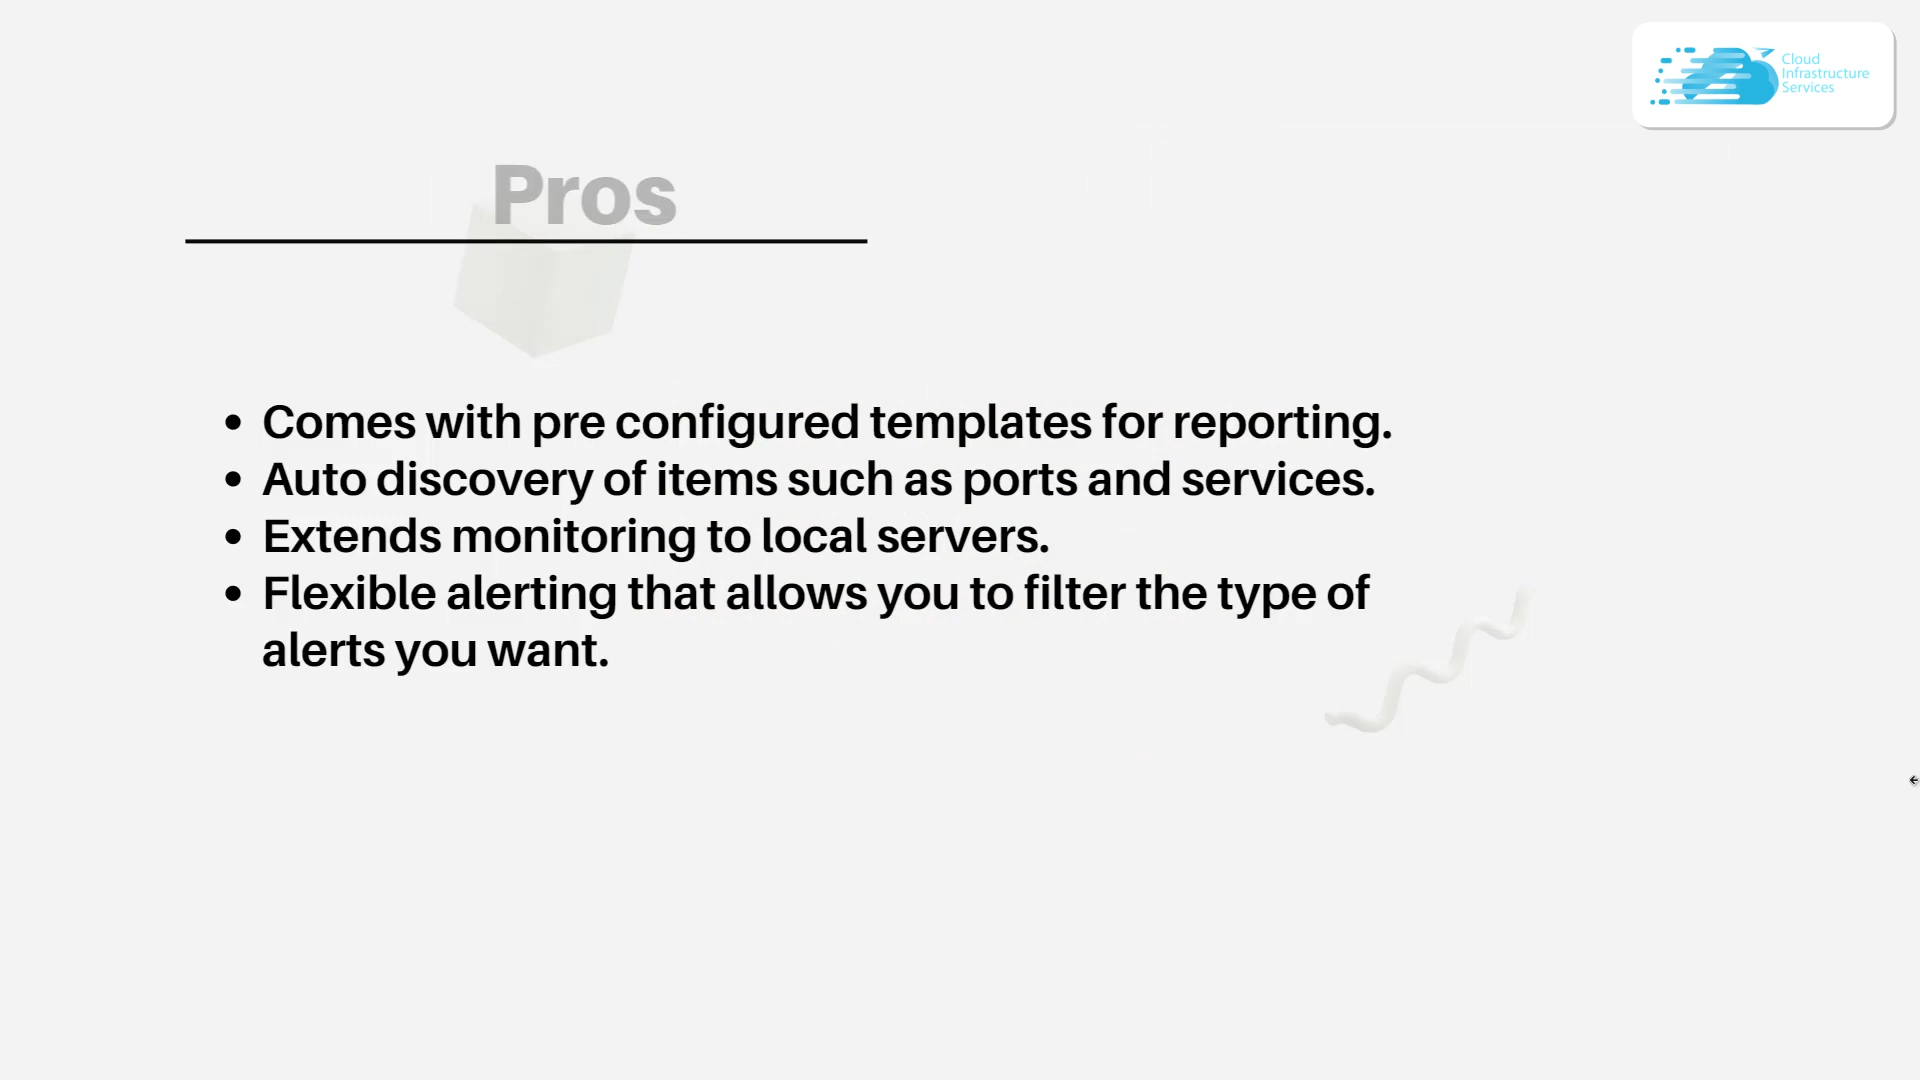 Cloud
Infrastructure
Services
Pros
• Comes with pre configured templates for reporting.
• Auto discovery of items such as ports and services.
• Extends monitoring to local servers.
• Flexible alerting that allows you to filter the type of
alerts you want.